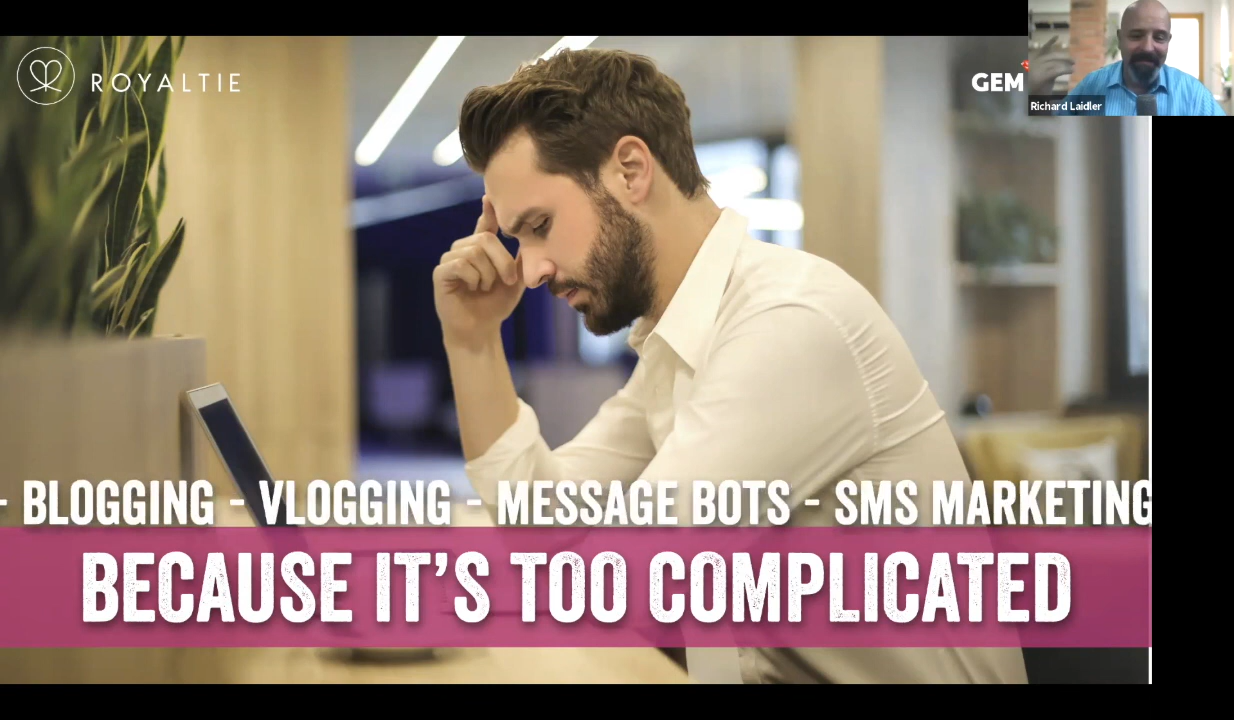 ROYALTIE
GEM
Richard Laidler
- BLOGGING - VLOGGING - MESSAGE BOTS - SMS MARKETING
BECAUSE IT'S TOO COMPLICATED